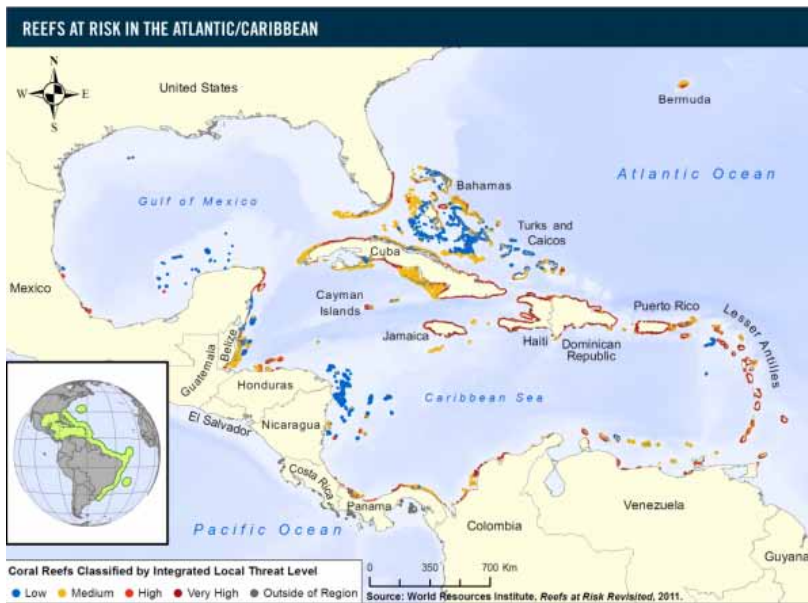 REEFS AT RISK IN THE ATLANTIC/CARIBBEAN
N
W E
S
United States
Bermuda
Atlantic Ocean
Gulf of Mexico
Bahamas
Turks and
Caicos
Cuba
Mexico
Cayman
Islands
Jamaica
Haiti
Dominican
Republic
Puerto Rico
Lesser Antilles
Belize
Guatemala
Honduras
El Salvador
Nicaragua
Caribbean Sea
Costa Rica
Panama
Pacific Ocean
Colombia
Venezuela
Guyana
Coral Reefs Classified by Integrated Local Threat Level
Low Medium High Very High Outside of Region
0 350 700 Km
Source: World Resources Institute, Reefs at Risk Revisited, 2011.